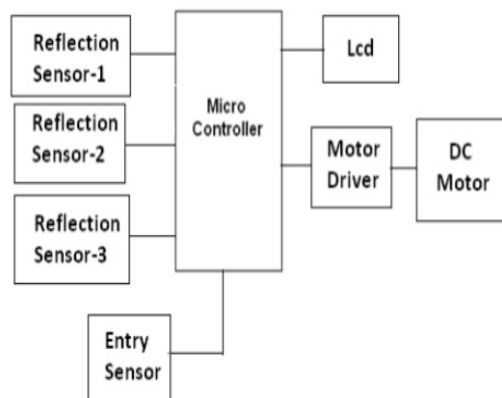 Reflection
Sensor-1
Reflection
Sensor-2
Reflection
Sensor-3
Micro
Controller
Lcd
Motor
Driver
DC
Motor
Entry
Sensor